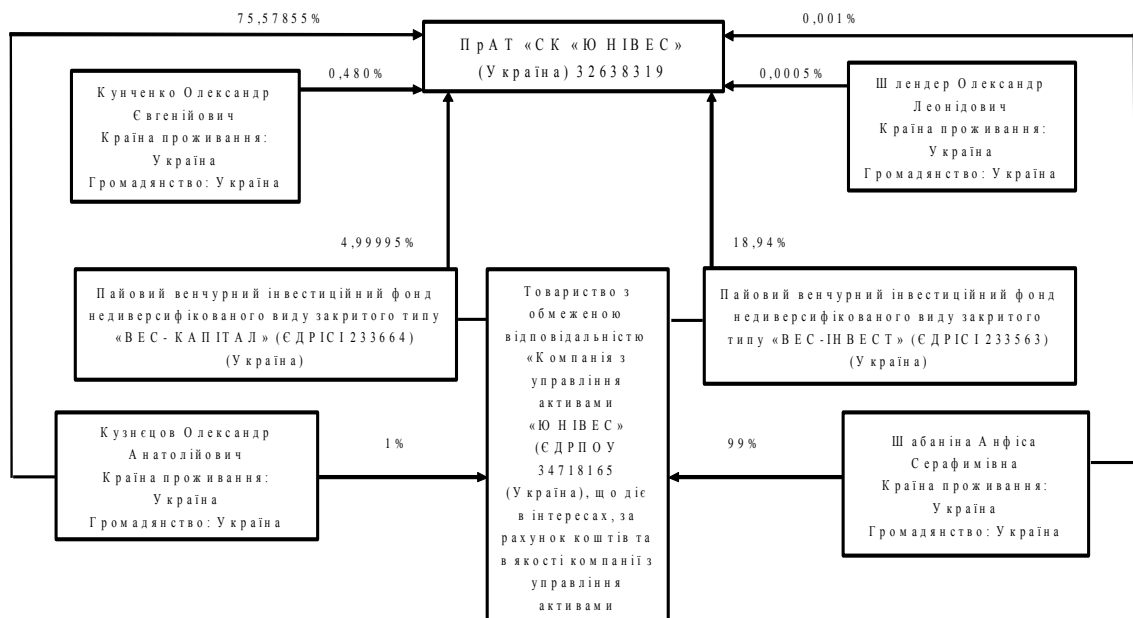 75,57855%
0,001%
ПрАТ «СК «ЮНІВЕС»
(Україна) 32638319
0,480%
0,0005%
Кунченко Олександр
Євгенійович
Країна проживання:
Україна
Громадянство: Україна
Шлендер Олександр
Леонідович
Країна проживання:
Україна
Громадянство: Україна
4,99995%
18,94%
Пайовий венчурний інвестиційний фонд
недиверсифікованого виду закритого типу
«ВЕС- КАПІТАЛ» (ЄДРІСІ 233664)
(Україна)
Товариство з
обмеженою
відповідальністю
«Компанія з
управління
активами
«ЮНІВЕС»
(ЄДРПОУ
34718165
(Україна), що діє
в інтересах, за
рахунок коштів та
в якості компанії з
управління
активами
Пайовий венчурний інвестиційний фонд
недиверсифікованого виду закритого
типу «ВЕС-ІНВЕСТ» (ЄДРІСІ 233563)
(Україна)
Кузнєцов Олександр
Анатолійович
Країна проживання:
Україна
Громадянство: Україна
1%
99%
Шабаніна Анфіса
Серафимівна
Країна проживання:
Україна
Громадянство: Україна